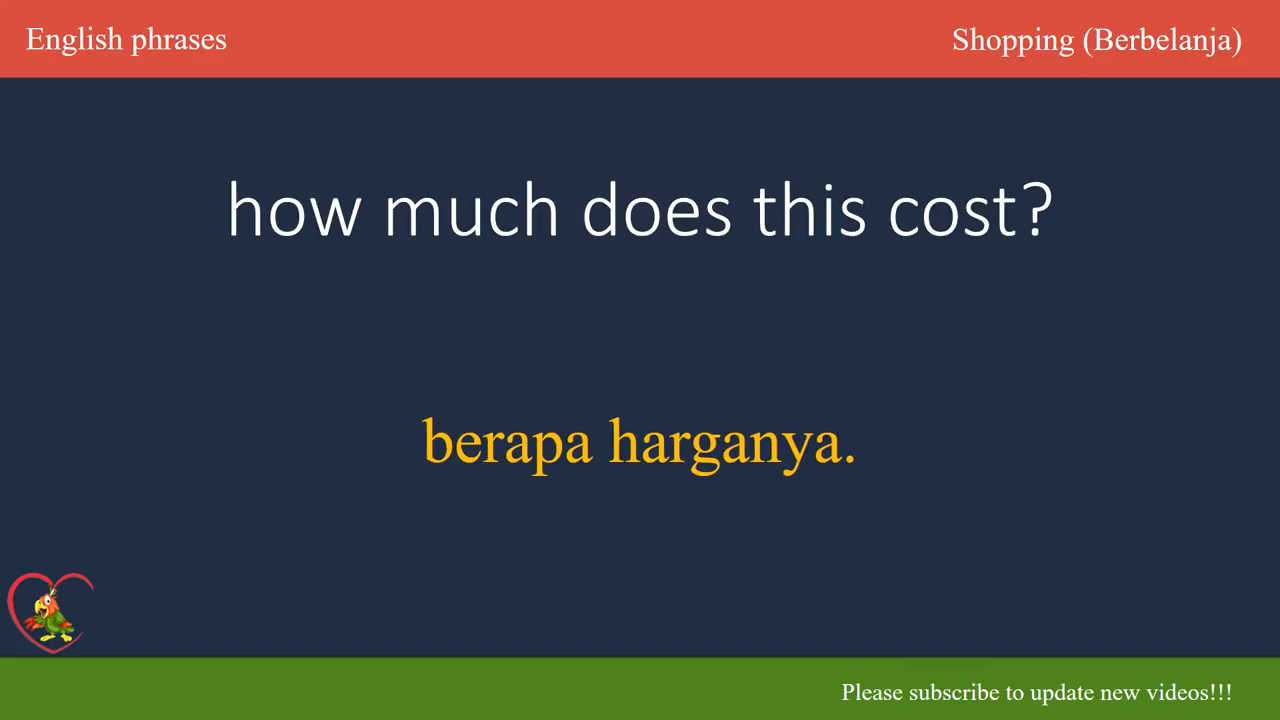 English phrases
Shopping (Berbelanja)
how much does this cost?
berapa harganya.
Please subscribe to update new videos!!!